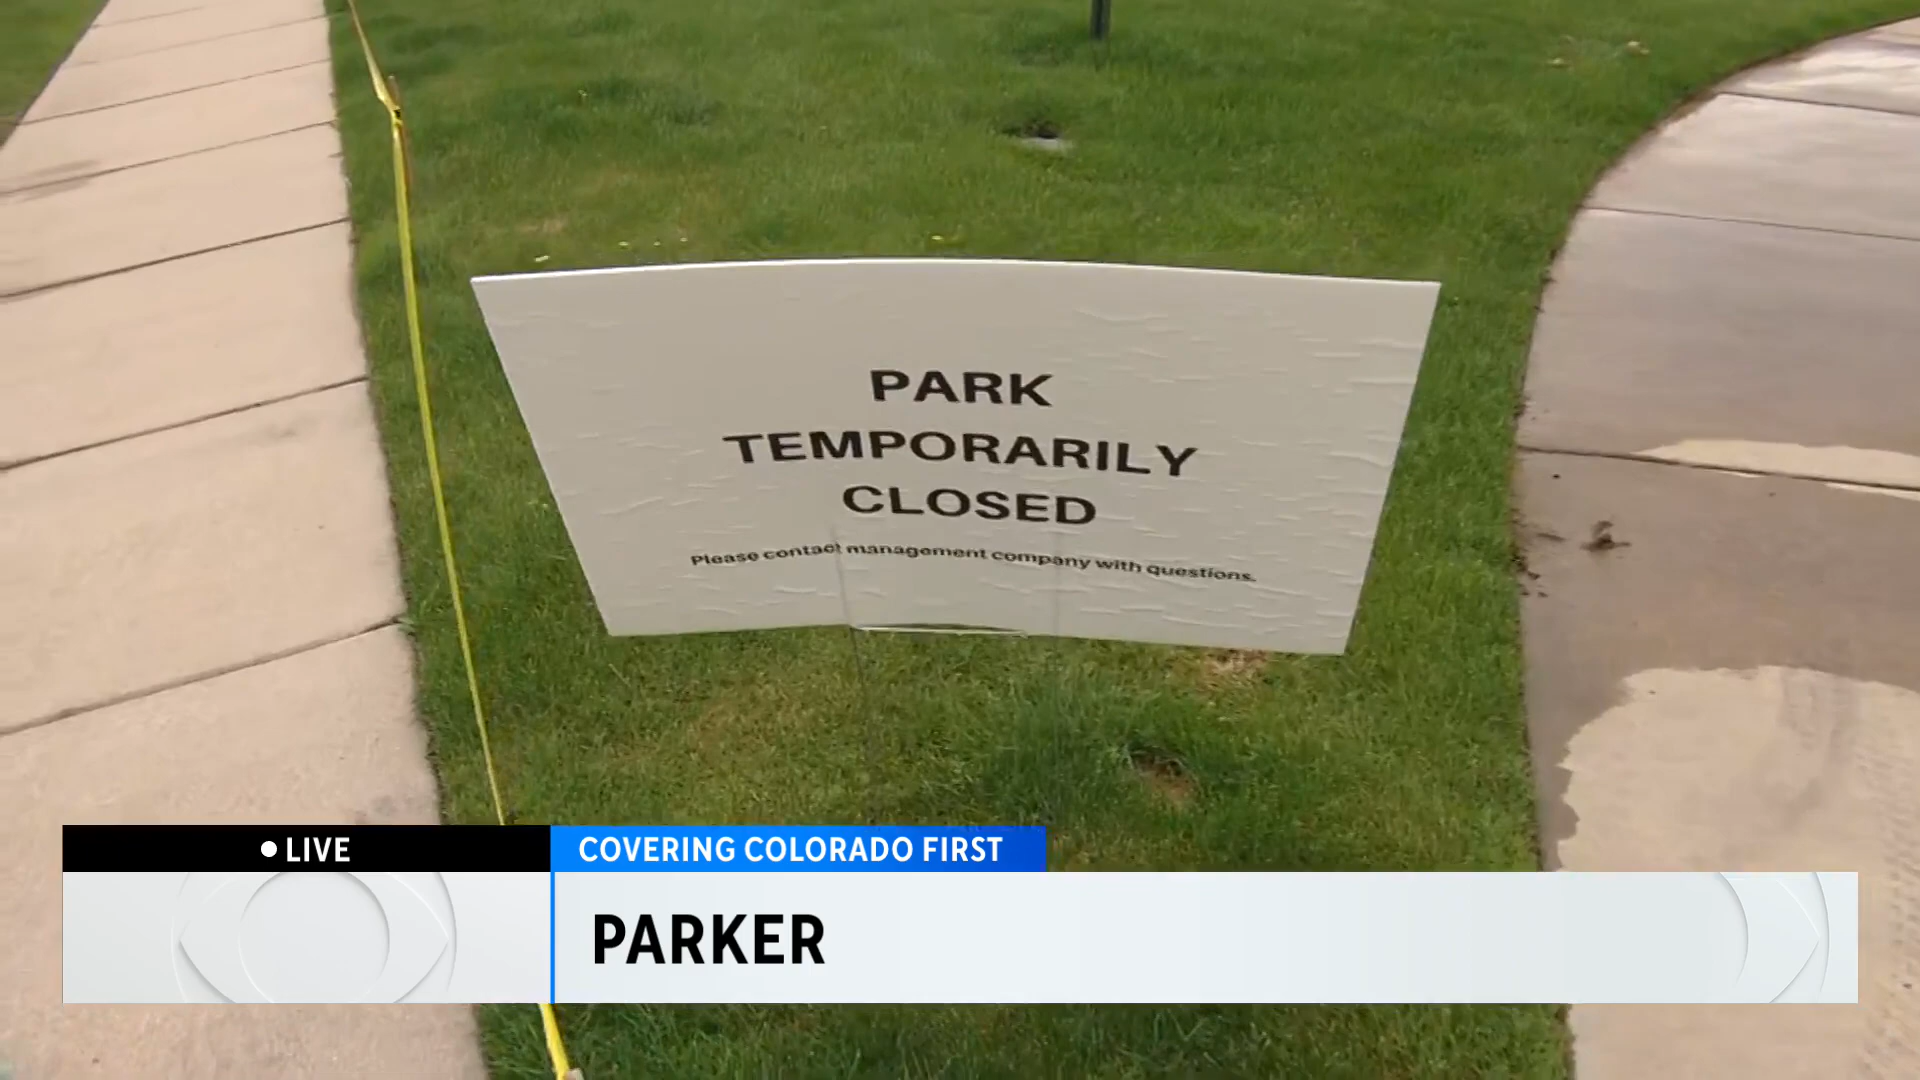 PARK
TEMPORARILY
CLOSED
Please contact management company with questions.
LIVE
COVERING COLORADO FIRST
PARKER